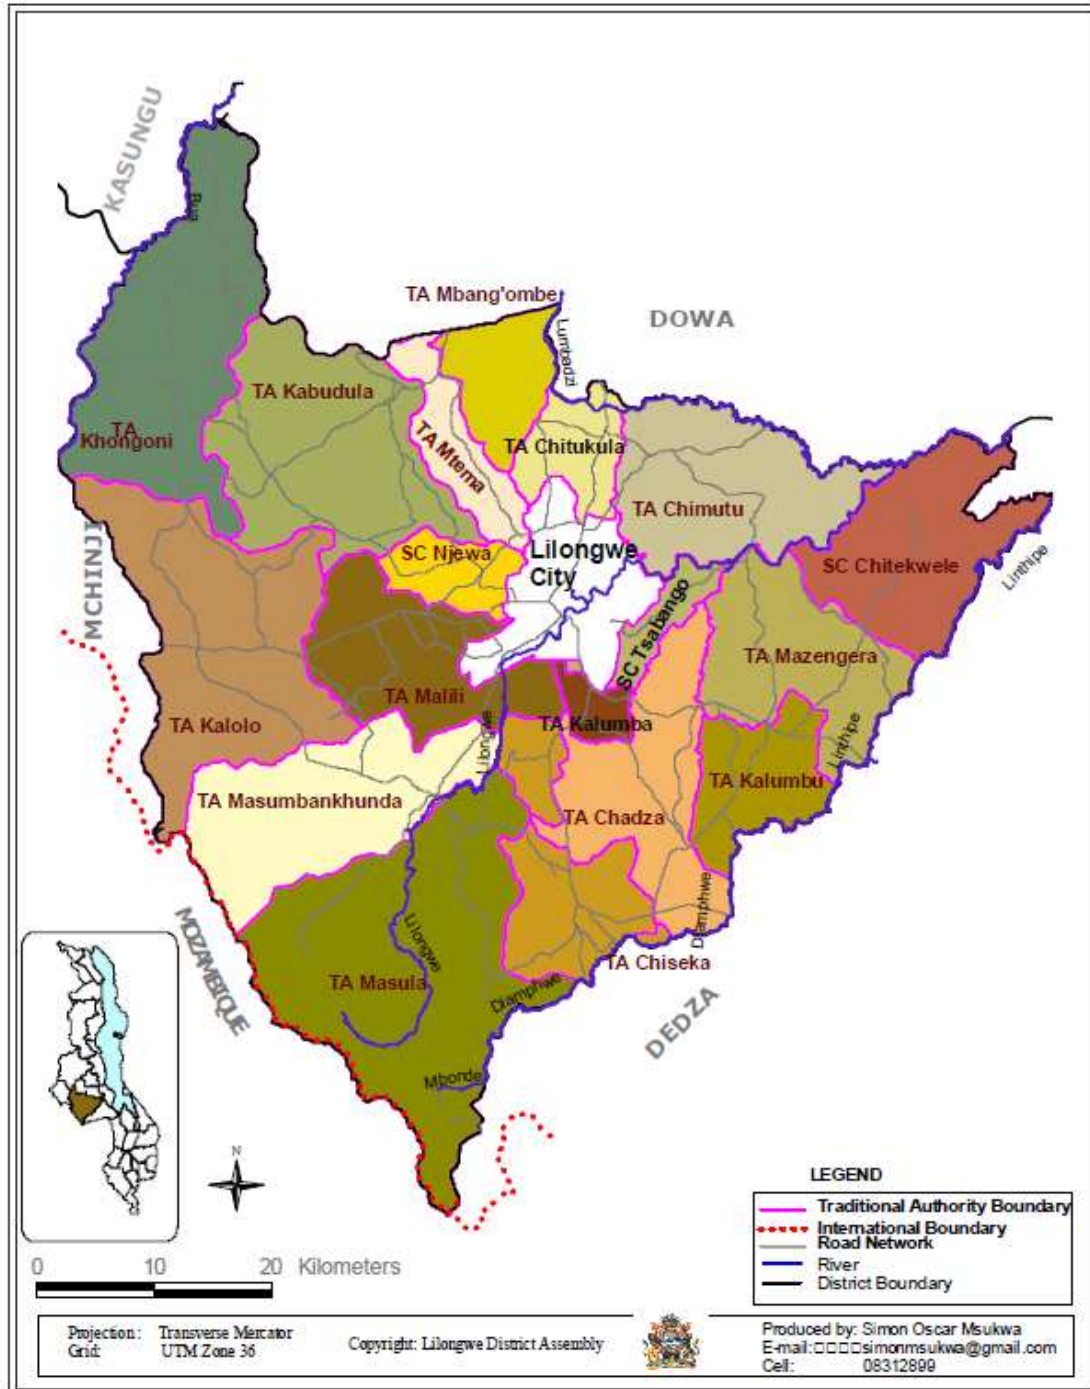 KASUNGU
Bua
TA Mbang'ombe
DOWA
Lumbadzi
TA Kabudula
TA
Khongoni
TA Mtema
TA Chitukula
TA Chimutu
MCHINJI
SC Njewa
Lilongwe
City
SC Chitekwele
Linthipe
SC Tsabango
TA Mazengera
TA Malili
TA Kalolo
TA Kalumba
Lilongwe
Linthipe
TA Masumbankhunda
TA Chadza
TA Kalumbu
MOZAMBIQUE
Lilongwe
Diamphwe
TA Masula
Diamphwe
TA Chiseka
DEDZA
Mbonde
N
LEGEND
Traditional Authority Boundary
International Boundary
Road Network
River
District Boundary
0 10 20 Kilometers
Projection: Transverse Mercator
Grid: UTM Zone 36
Copyright: Lilongwe District Assembly
Produced by: Simon Oscar Msukwa
E-mail:□□□□simonmsukwa@gmail.com
Cell: 08312899